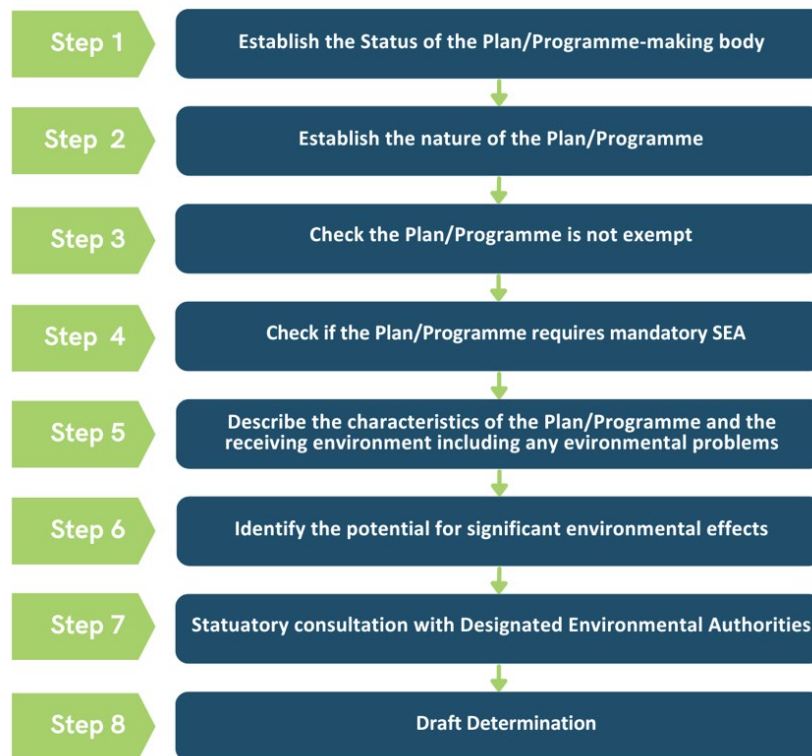 Step 1
Establish the Status of the Plan/Programme-making body
Step 2
Establish the nature of the Plan/Programme
Step 3
Check the Plan/Programme is not exempt
Step 4
Check if the Plan/Programme requires mandatory SEA
Step 5
Describe the characteristics of the Plan/Programme and the
receiving environment including any evironmental problems
Step 6
Identify the potential for significant environmental effects
Step 7
Statuatory consultation with Designated Environmental Authorities
Step 8
Draft Determination